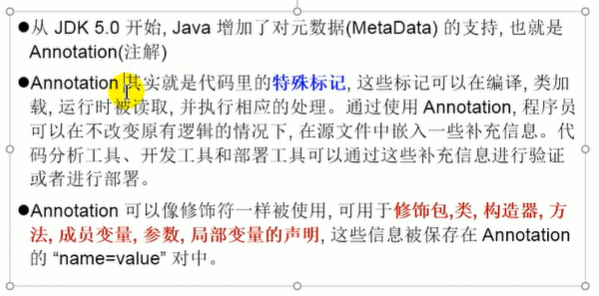 ●从 JDK 5.0 开始, Java 增加了对元数据(MetaData) 的支持, 也就是
Annotation(注解)
●Annotation 其实就是代码里的特殊标记, 这些标记可以在编译, 类加
载, 运行时被读取, 并执行相应的处理。通过使用 Annotation, 程序员
可以在不改变原有逻辑的情况下, 在源文件中嵌入一些补充信息。代
码分析工具、开发工具和部署工具可以通过这些补充信息进行验证
或者进行部署。
●Annotation 可以像修饰符一样被使用, 可用于修饰包,类, 构造器, 方
法, 成员变量, 参数, 局部变量的声明, 这些信息被保存在 Annotation
的 “name=value” 对中。